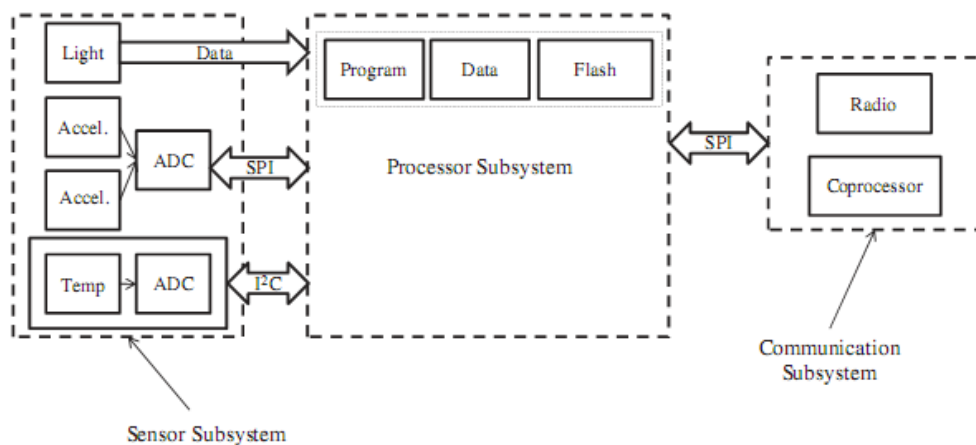 Light
Data
Program
Data
Flash
Accel.
ADC
SPI
Accel.
Processor Subsystem
SPI
Radio
Coprocessor
Temp
ADC
I²C
Communication
Subsystem
Sensor Subsystem